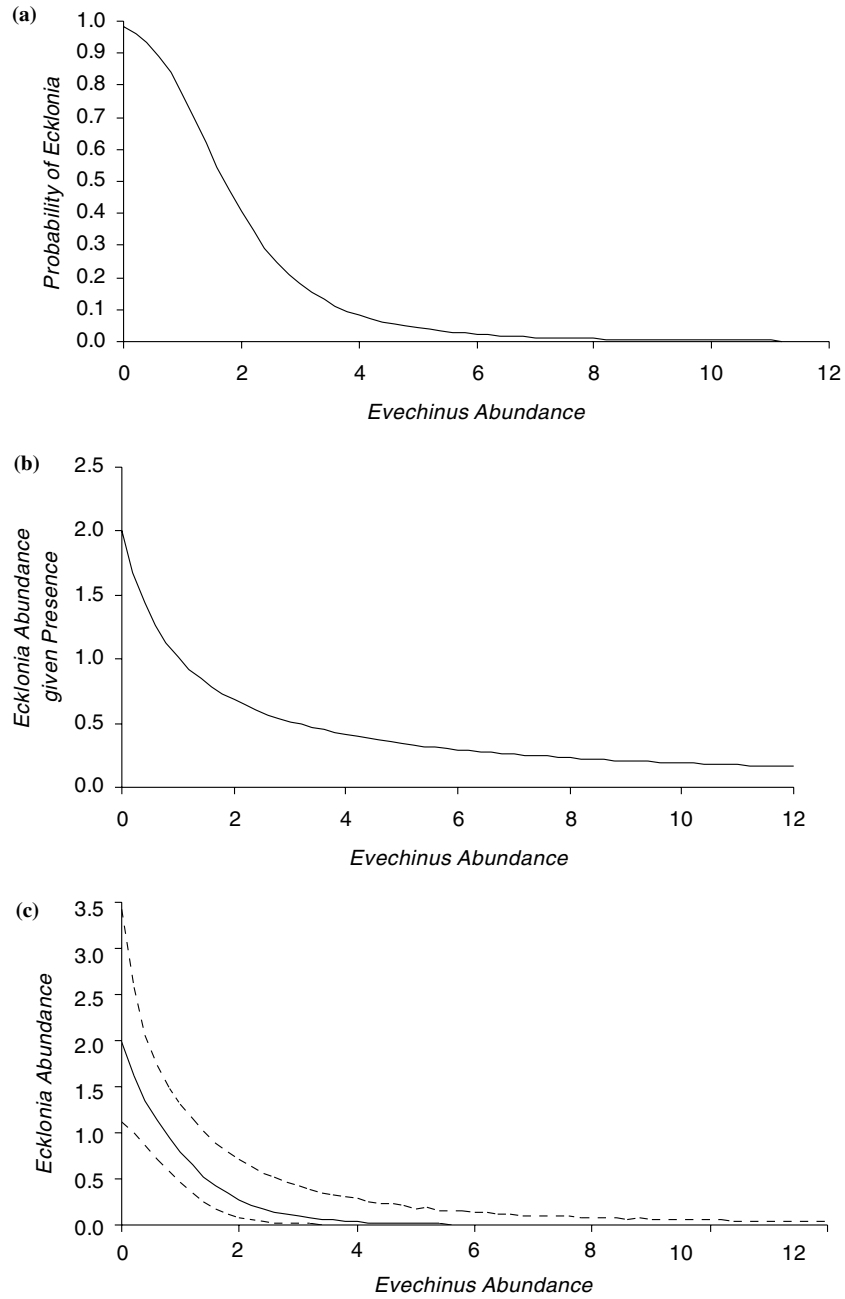 (a)
1.0
0.9
0.8
0.7
0.6
0.5
0.4
0.3
0.2
0.1
0.0
Probability of Ecklonia
0 2 4 6 8 10 12
Evechinus Abundance
(b)
2.5
2.0
1.5
1.0
0.5
0.0
Ecklonia Abundance
given Presence
0 2 4 6 8 10 12
Evechinus Abundance
(c)
3.5
3.0
2.5
2.0
1.5
1.0
0.5
0.0
Ecklonia Abundance
0 2 4 6 8 10 12
Evechinus Abundance